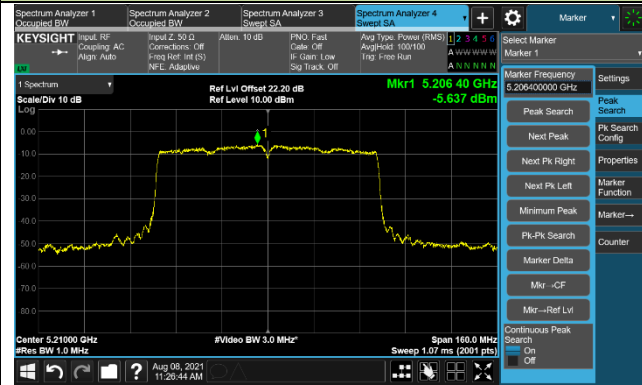 Spectrum Analyzer 1
Occupied BW
Spectrum Analyzer 2
Occupied BW
Spectrum Analyzer 3
Swept SA
Spectrum Analyzer 4
Swept SA
Marker
KEYSIGHT
Input: RF
Coupling: AC
Align: Auto
Input Z: 50 Ω
Corrections: Off
Freq Ref: Int (S)
NFE: Adaptive
Atten: 10 dB
PNO: Fast
Gate: Off
IF Gain: Low
Sig Track: Off
Avg Type: Power (RMS)
Avg|Hold: 100/100
Trig: Free Run
1 2 3 4 5 6
A W W W W W
A N N N N N
LXI
Select Marker
Marker 1
1 Spectrum
Scale/Div 10 dB
Log
Ref Lvl Offset 22.20 dB
Ref Level 10.00 dBm
Mkr1 5.206 40 GHz
-5.637 dBm
1
0.00
-10.0
-20.0
-30.0
-40.0
-50.0
-60.0
-70.0
-80.0
Center 5.21000 GHz
#Res BW 1.0 MHz
#Video BW 3.0 MHz*
Span 160.0 MHz
Sweep 1.07 ms (2001 pts)
Marker Frequency
5.206400000 GHz
Peak Search
Next Peak
Next Pk Right
Next Pk Left
Minimum Peak
Pk-Pk Search
Marker Delta
Mkr→CF
Mkr→Ref Lvl
Continuous Peak
Search
On
Off
Settings
Peak
Search
Pk Search
Config
Properties
Marker
Function
Marker→
Counter
?
Aug 08, 2021
11:26:44 AM